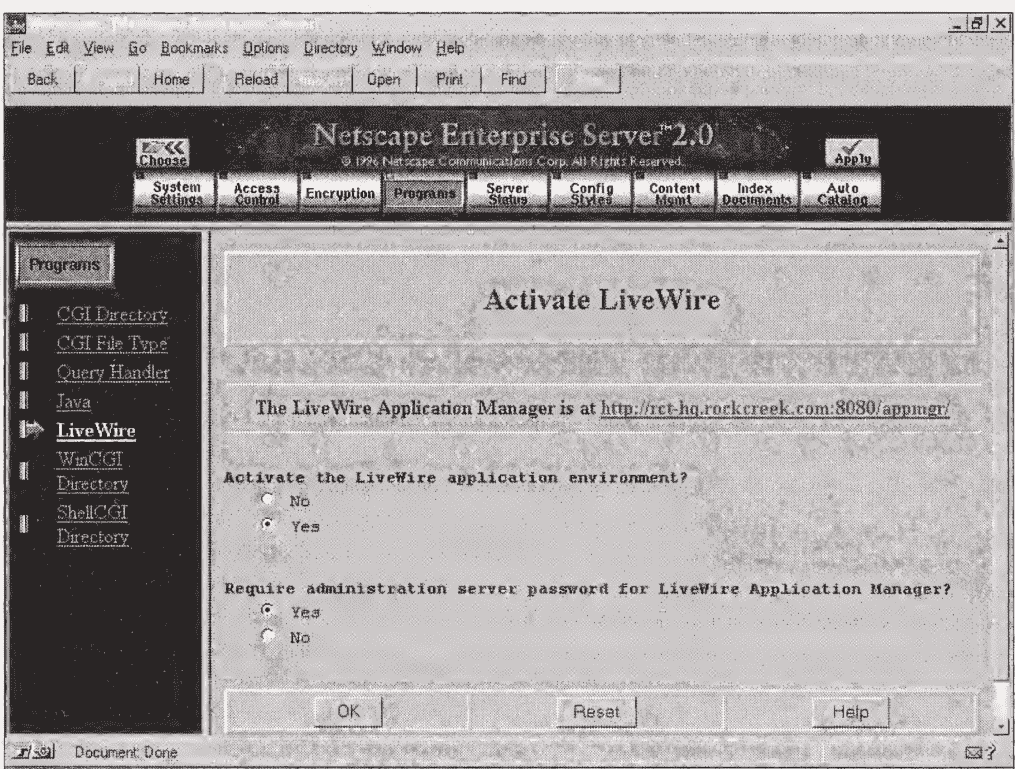 File Edit View Go Bookmarks Options Directory Window Help
Back Home Reload Open Print Find
Netscape Enterprise Server™ 2.0
© 1996 Netscape Communications Corp. All Rights Reserved.
Choose
Apply
System Settings
Access Control
Encryption
Programs
Server Status
Config Styles
Content Mgmt
Index Documents
Auto Catalog
Programs
CGI Directory
CGI File Type
Query Handler
Java
LiveWire
WinCGI
Directory
ShellCGI
Directory
Activate LiveWire
The LiveWire Application Manager is at http://rct-hq.rockcreek.com:8080/appmgr/
Activate the LiveWire application environment?
No
Yes
Require administration server password for LiveWire Application Manager?
Yes
No
OK Reset Help
Document: Done